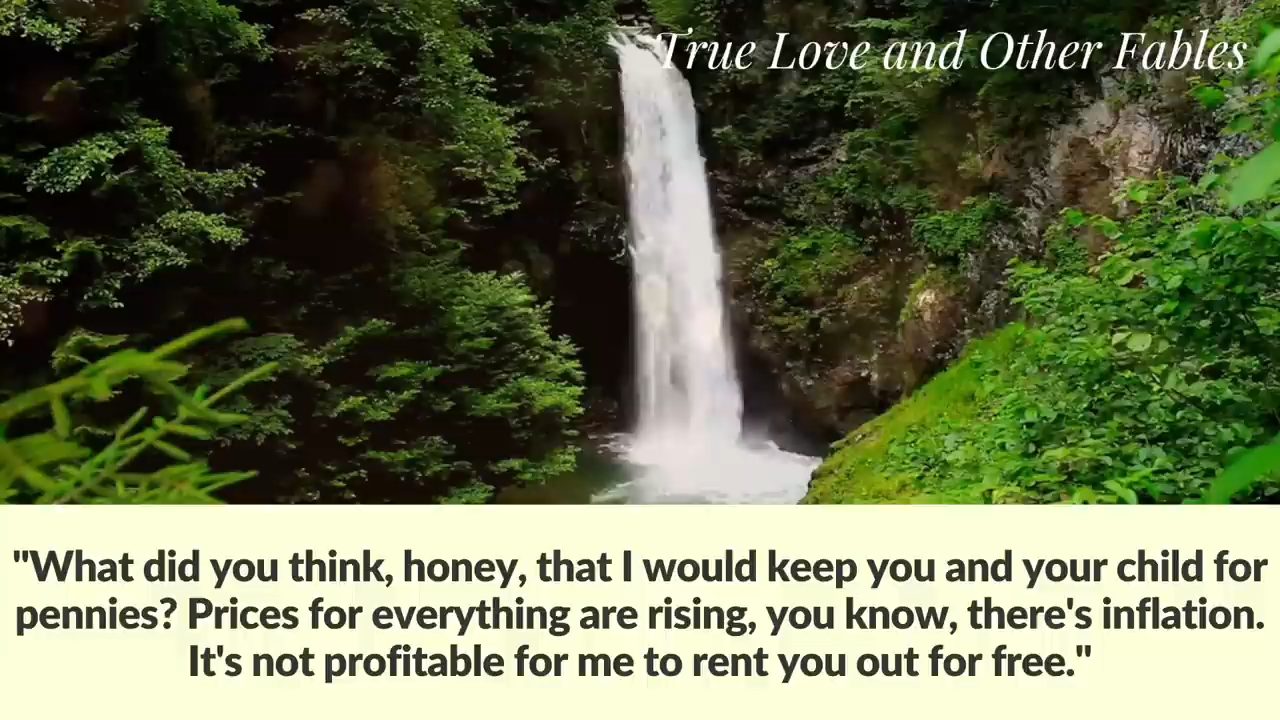 True Love and Other Fables
"What did you think, honey, that I would keep you and your child for
pennies? Prices for everything are rising, you know, there's inflation.
It's not profitable for me to rent you out for free."